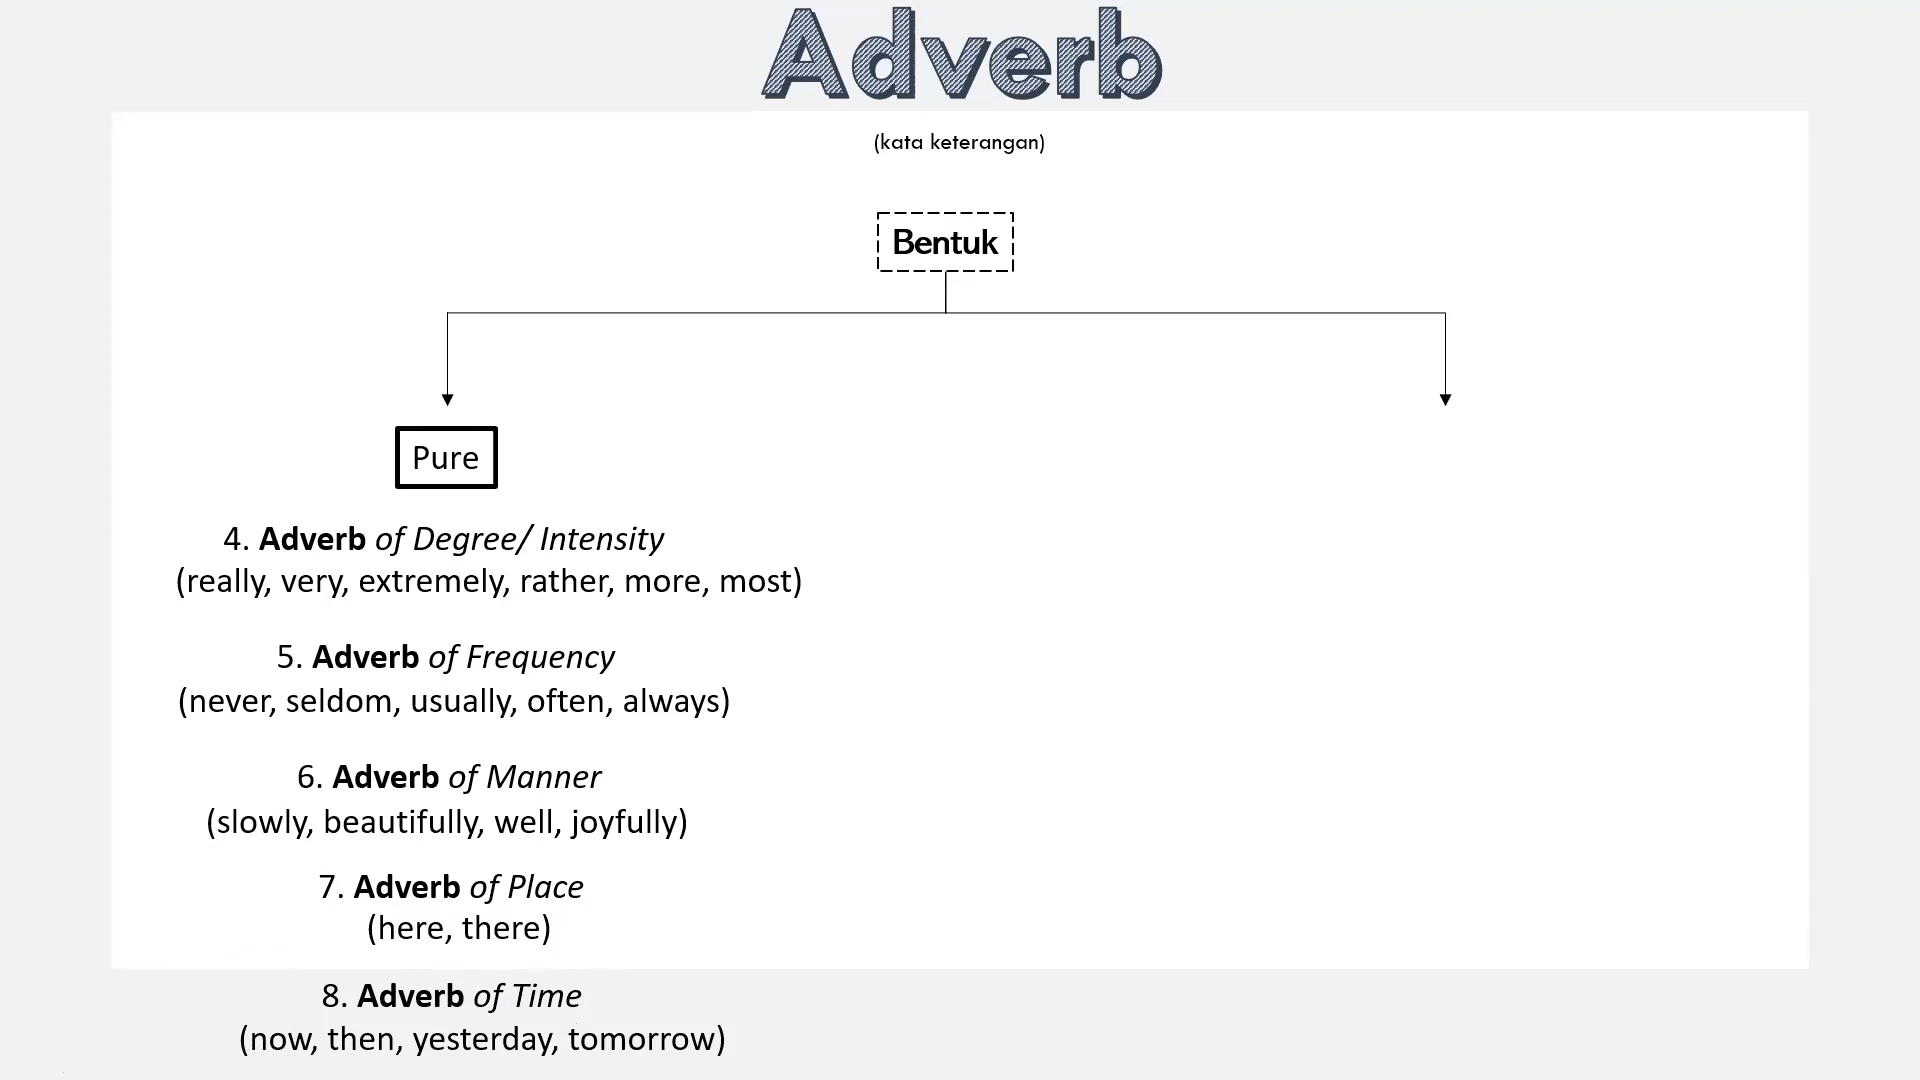 Adverb
(kata keterangan)
Bentuk
Pure
4. Adverb of Degree/ Intensity
(really, very, extremely, rather, more, most)
5. Adverb of Frequency
(never, seldom, usually, often, always)
6. Adverb of Manner
(slowly, beautifully, well, joyfully)
7. Adverb of Place
(here, there)
8. Adverb of Time
(now, then, yesterday, tomorrow)